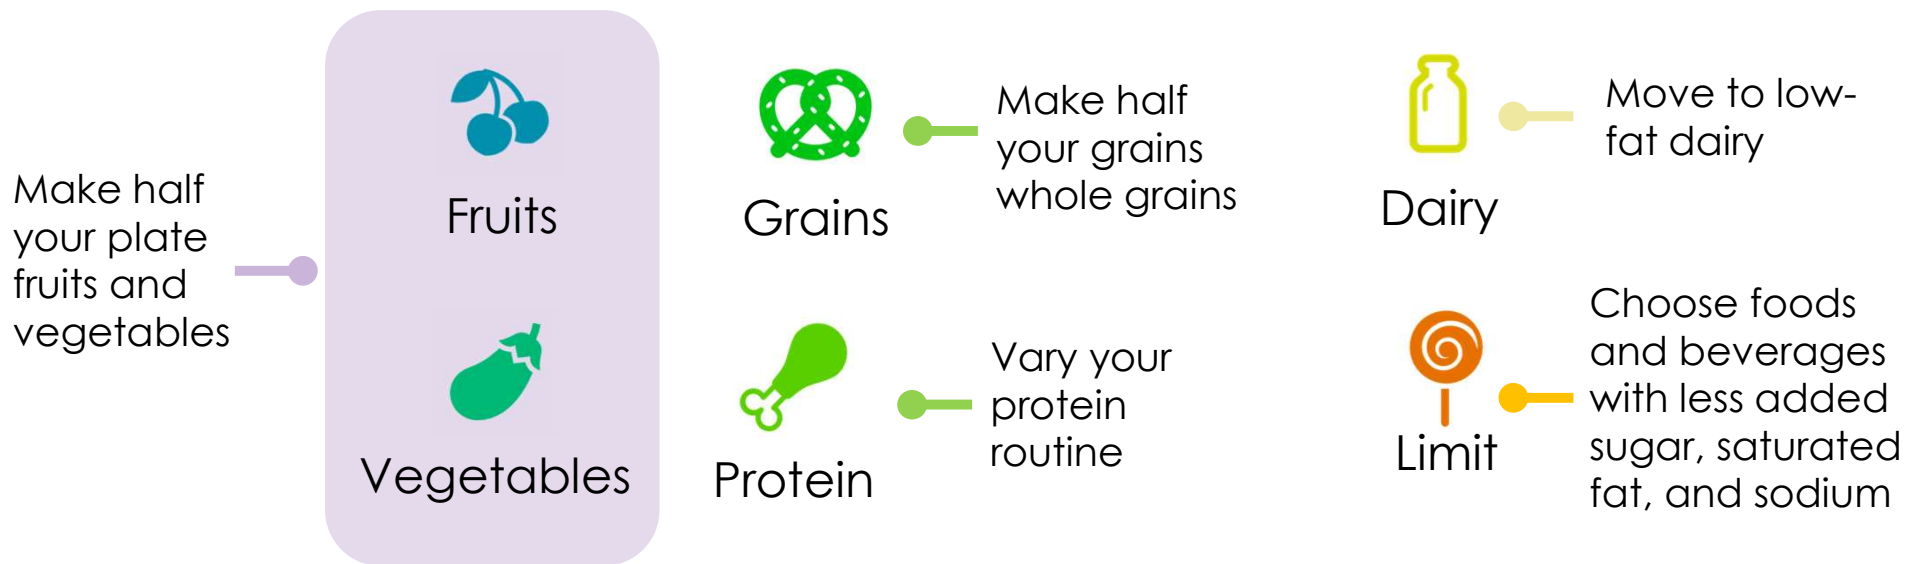 Make half
your plate
fruits and
vegetables
Fruits
Vegetables
Grains
Make half
your grains
whole grains
Protein
Vary your
protein
routine
Dairy
Move to low-
fat dairy
Limit
Choose foods
and beverages
with less added
sugar, saturated
fat, and sodium